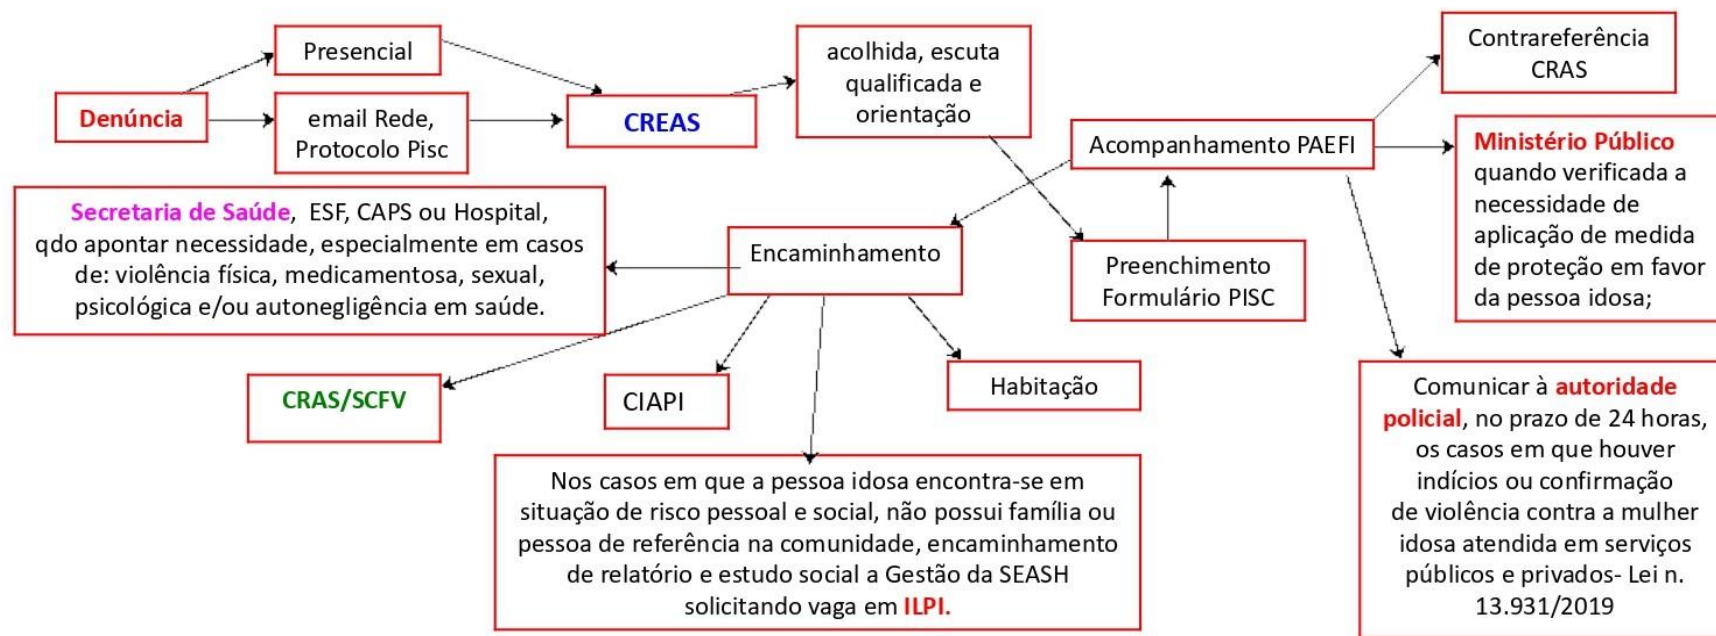 Denúncia
Presencial
email Rede,
Protocolo Pisc
CREAS
acolhida, escuta
qualificada e
orientação
Contrareferência
CRAS
Acompanhamento PAEFI
Ministério Público
quando verificada a
necessidade de
aplicação de medida
de proteção em favor
da pessoa idosa;
Secretaria de Saúde, ESF, CAPS ou Hospital,
qdo apontar necessidade, especialmente em casos
de: violência física, medicamentosa, sexual,
psicológica e/ou autonegligência em saúde.
Encaminhamento
Preenchimento
Formulário PISC
CRAS/SCFV
CIAPI
Habitação
Comunicar à autoridade
policial, no prazo de 24 horas,
os casos em que houver
indícios ou confirmação
de violência contra a mulher
idosa atendida em serviços
públicos e privados- Lei n.
13.931/2019
Nos casos em que a pessoa idosa encontra-se em
situação de risco pessoal e social, não possui família ou
pessoa de referência na comunidade, encaminhamento
de relatório e estudo social a Gestão da SEASH
solicitando vaga em ILPI.